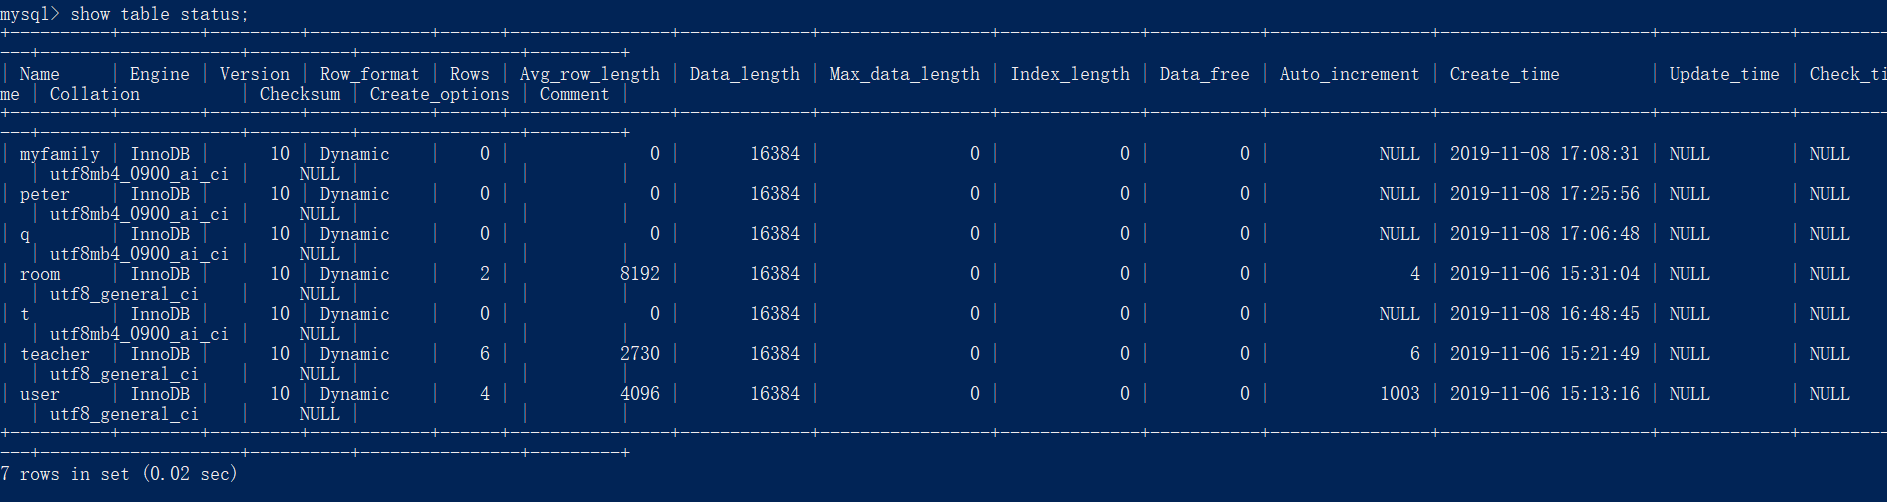 mysql> show table status;
+----------+--------+---------+------------+------+----------------+-------------+-----------------+--------------+-----------+----------------+---------------------+-------------+---------
---+--------------------+----------+----------------+---------+
| Name     | Engine | Version | Row_format | Rows | Avg_row_length | Data_length | Max_data_length | Index_length | Data_free | Auto_increment | Create_time         | Update_time | Check_ti
me | Collation          | Checksum | Create_options | Comment |
+----------+--------+---------+------------+------+----------------+-------------+-----------------+--------------+-----------+----------------+---------------------+-------------+---------
---+--------------------+----------+----------------+---------+
| myfamily | InnoDB |      10 | Dynamic    |    0 |              0 |       16384 |               0 |            0 |         0 |           NULL | 2019-11-08 17:08:31 | NULL        | NULL
   | utf8mb4_0900_ai_ci |     NULL |                |         |
| peter    | InnoDB |      10 | Dynamic    |    0 |              0 |       16384 |               0 |            0 |         0 |           NULL | 2019-11-08 17:25:56 | NULL        | NULL
   | utf8mb4_0900_ai_ci |     NULL |                |         |
| q        | InnoDB |      10 | Dynamic    |    0 |              0 |       16384 |               0 |            0 |         0 |           NULL | 2019-11-08 17:06:48 | NULL        | NULL
   | utf8mb4_0900_ai_ci |     NULL |                |         |
| room     | InnoDB |      10 | Dynamic    |    2 |           8192 |       16384 |               0 |            0 |         0 |              4 | 2019-11-06 15:31:04 | NULL        | NULL
   | utf8_general_ci    |     NULL |                |         |
| t        | InnoDB |      10 | Dynamic    |    0 |              0 |       16384 |               0 |            0 |         0 |           NULL | 2019-11-08 16:48:45 | NULL        | NULL
   | utf8mb4_0900_ai_ci |     NULL |                |         |
| teacher  | InnoDB |      10 | Dynamic    |    6 |           2730 |       16384 |               0 |            0 |         0 |              6 | 2019-11-06 15:21:49 | NULL        | NULL
   | utf8_general_ci    |     NULL |                |         |
| user     | InnoDB |      10 | Dynamic    |    4 |           4096 |       16384 |               0 |            0 |         0 |           1003 | 2019-11-06 15:13:16 | NULL        | NULL
   | utf8_general_ci    |     NULL |                |         |
+----------+--------+---------+------------+------+----------------+-------------+-----------------+--------------+-----------+----------------+---------------------+-------------+---------
---+--------------------+----------+----------------+---------+
7 rows in set (0.02 sec)